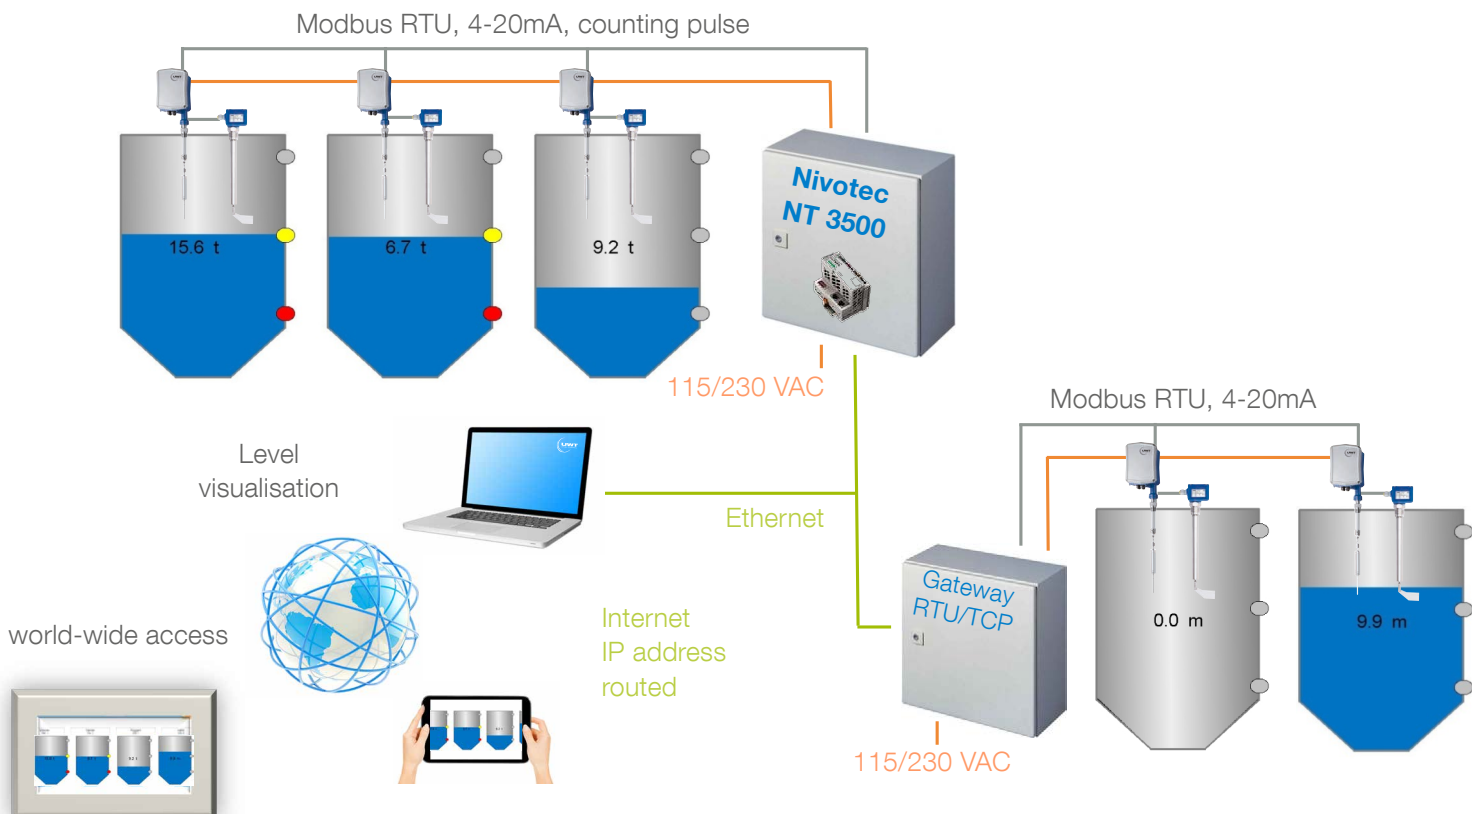 Modbus RTU, 4-20mA, counting pulse
Nivotec
NT 3500
15.6 t
6.7 t
9.2 t
115/230 VAC
Modbus RTU, 4-20mA
Level
visualisation
UWT
Ethernet
Gateway
RTU/TCP
0.0 m
9.9 m
Internet
IP address
routed
world-wide access
115/230 VAC